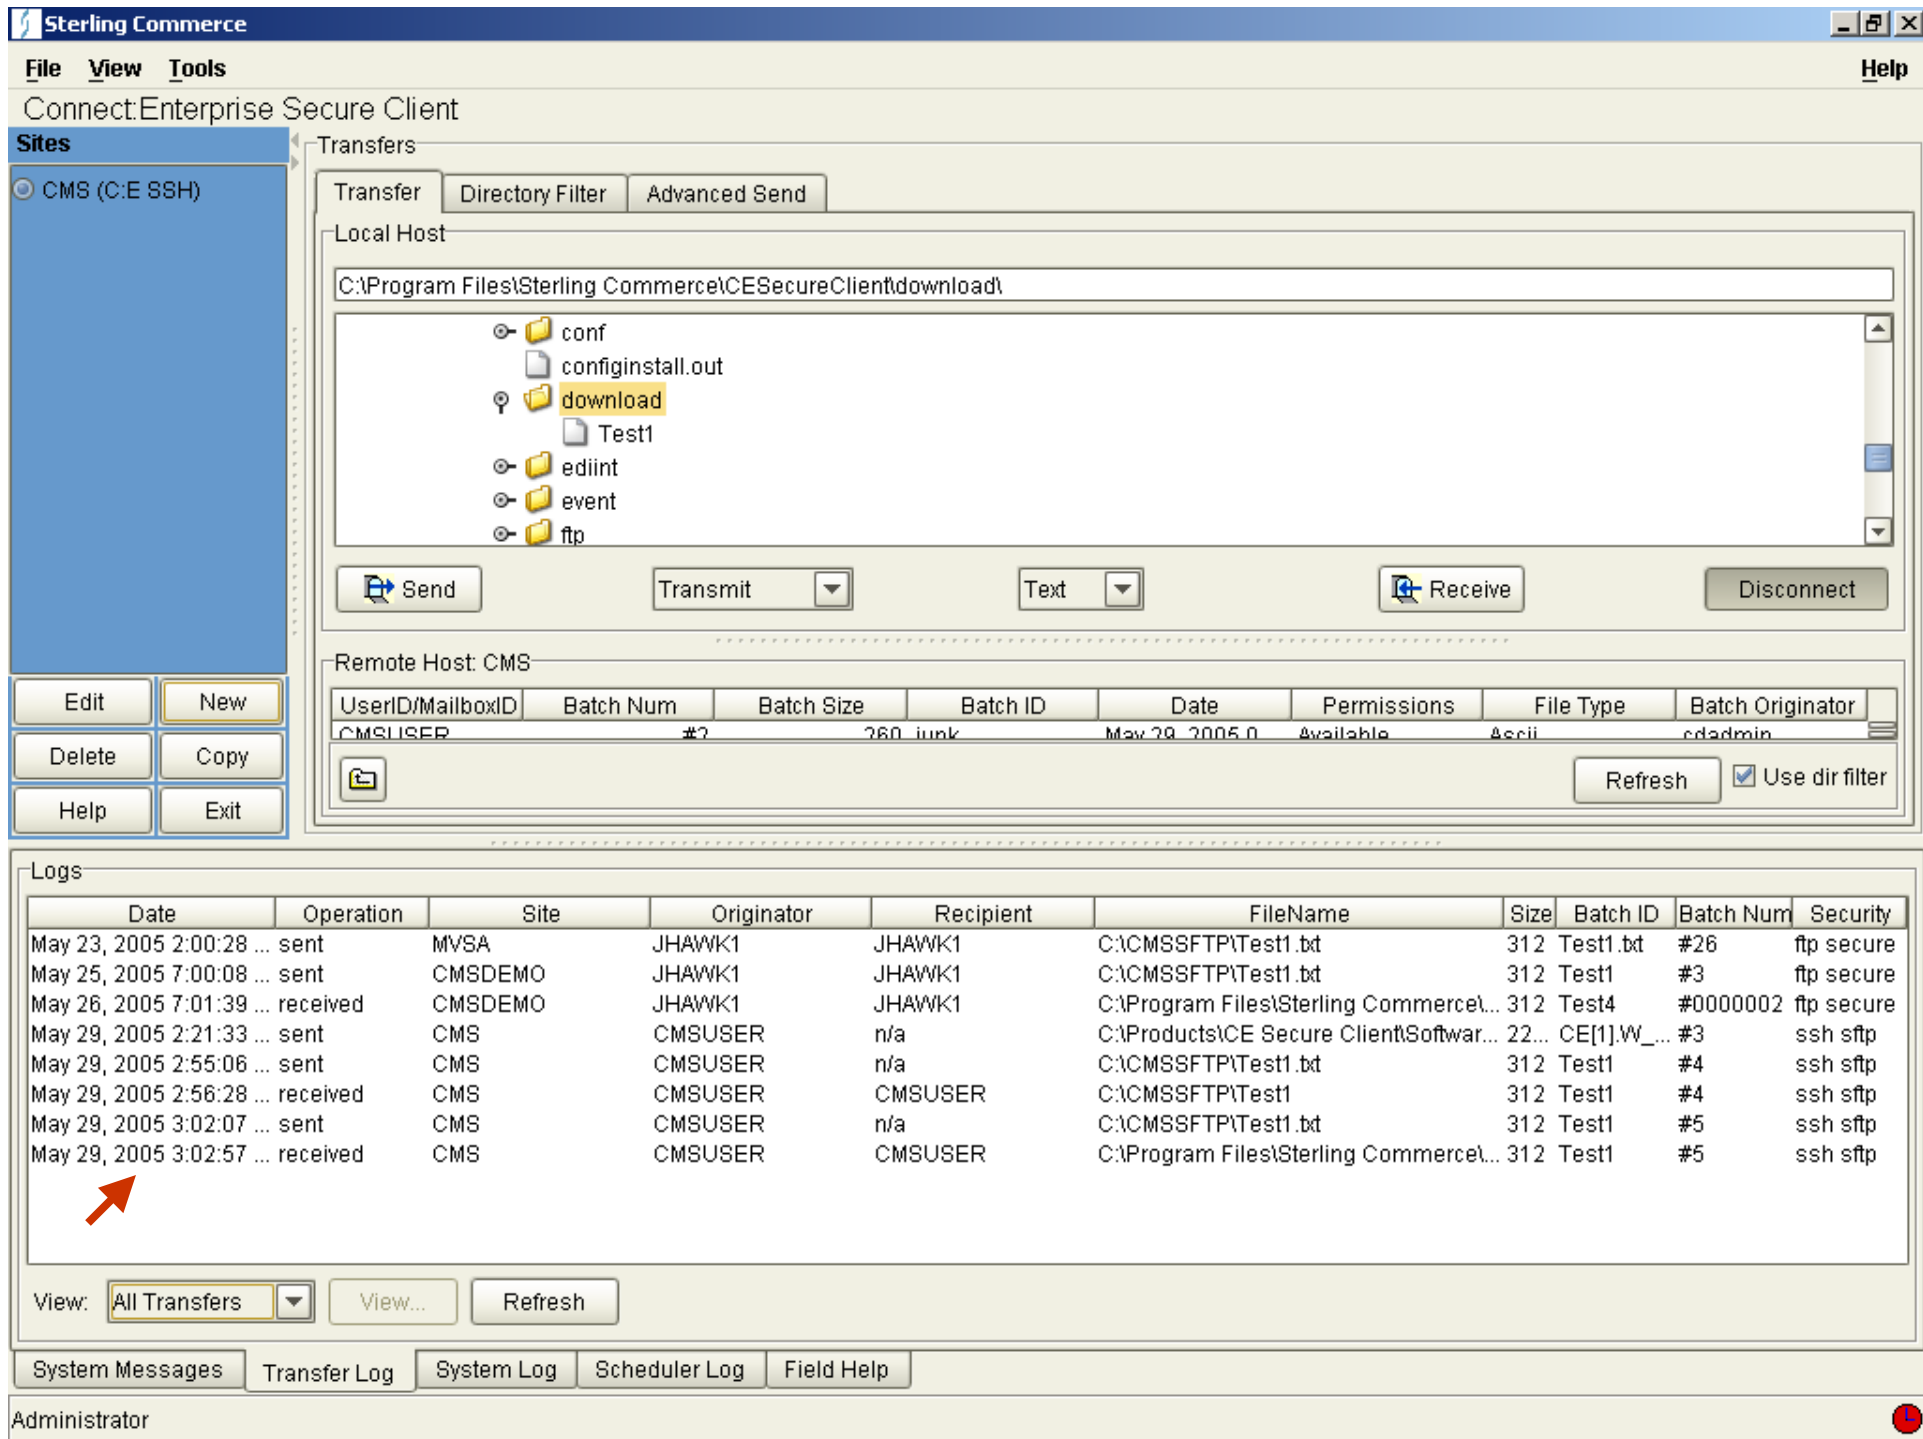 Sterling Commerce
File View Tools Help
Connect:Enterprise Secure Client
Sites
CMS (C:E SSH)
Edit New
Delete Copy
Help Exit
Transfers
Transfer Directory Filter Advanced Send
Local Host
C:\Program Files\Sterling Commerce\CESecureClient\download\
conf
configinstall.out
download
Test1
ediint
event
ftp
Send Transmit Text Receive Disconnect
Remote Host: CMS
UserID/MailboxID Batch Num Batch Size Batch ID Date Permissions File Type Batch Originator
CMSUSER #2 260 junk May 29, 2005 0 Available Ascii cdadmin
Refresh Use dir filter
Logs
Date Operation Site Originator Recipient FileName Size Batch ID Batch Num Security
May 23, 2005 2:00:28 ... sent MVSA JHAWK1 JHAWK1 C:\CMSSFTP\Test1.txt 312 Test1.txt #26 ftp secure
May 25, 2005 7:00:08 ... sent CMSDEMO JHAWK1 JHAWK1 C:\CMSSFTP\Test1.txt 312 Test1 #3 ftp secure
May 26, 2005 7:01:39 ... received CMSDEMO JHAWK1 JHAWK1 C:\Program Files\Sterling Commerce\... 312 Test4 #0000002 ftp secure
May 29, 2005 2:21:33 ... sent CMS CMSUSER n/a C:\Products\CE Secure Client\Softwar... 22... CE[1].W_... #3 ssh sftp
May 29, 2005 2:55:06 ... sent CMS CMSUSER n/a C:\CMSSFTP\Test1.txt 312 Test1 #4 ssh sftp
May 29, 2005 2:56:28 ... received CMS CMSUSER CMSUSER C:\CMSSFTP\Test1 312 Test1 #4 ssh sftp
May 29, 2005 3:02:07 ... sent CMS CMSUSER n/a C:\CMSSFTP\Test1.txt 312 Test1 #5 ssh sftp
May 29, 2005 3:02:57 ... received CMS CMSUSER CMSUSER C:\Program Files\Sterling Commerce\... 312 Test1 #5 ssh sftp
View: All Transfers View... Refresh
System Messages Transfer Log System Log Scheduler Log Field Help
Administrator